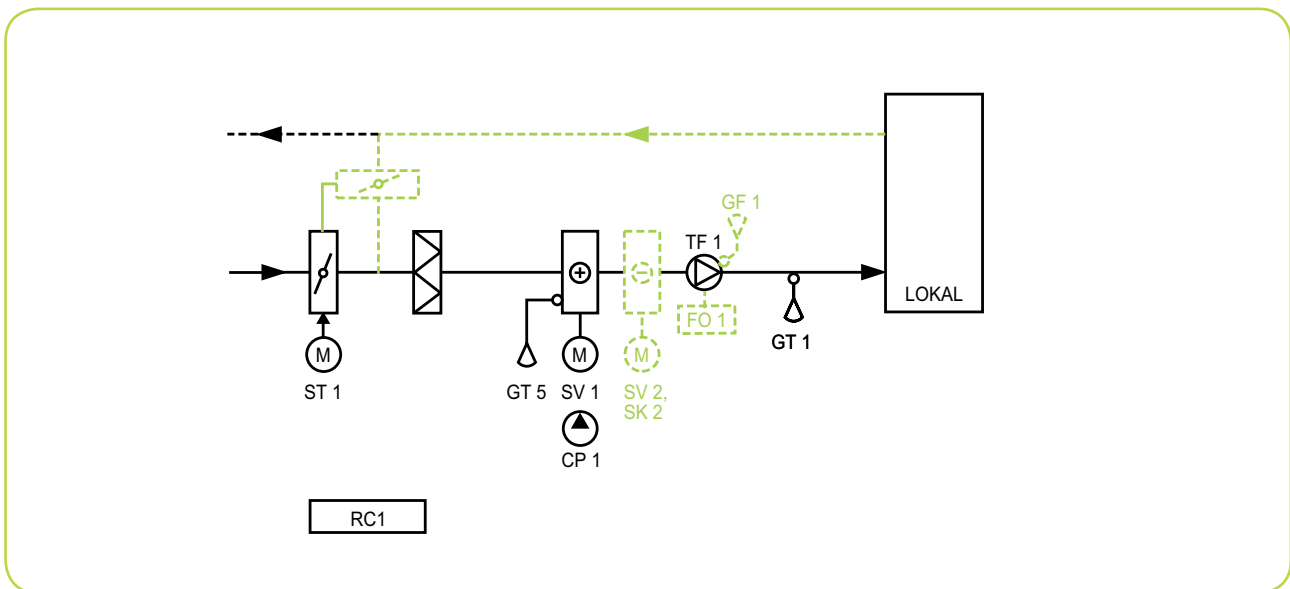 GF 1
TF 1
LOKAL
FO 1
GT 1
M
M
M
ST 1
GT 5
SV 1
SV 2,
SK 2
CP 1
RC1